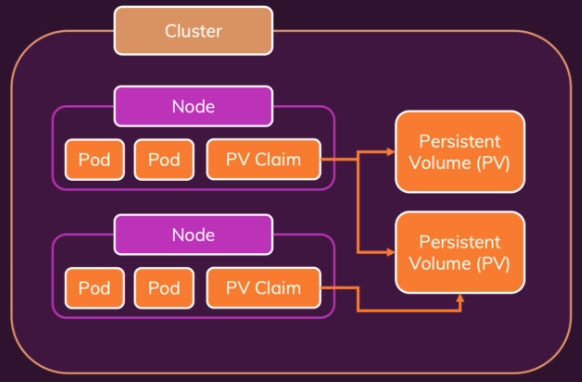 Cluster
Node
Pod
Pod
PV Claim
Persistent
Volume (PV)
Node
Pod
Pod
PV Claim
Persistent
Volume (PV)